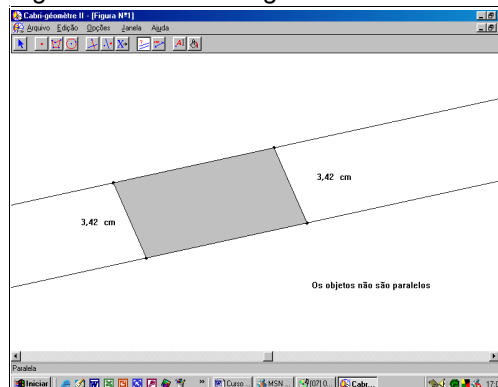 Cabri-géomètre II - [Figura Nº1]
Arquivo Edição Opções Janela Ajuda
3,42 cm
3,42 cm
Os objetos não são paralelos
Paralela
Iniciar
Curso ...
MSN ...
Cabr...